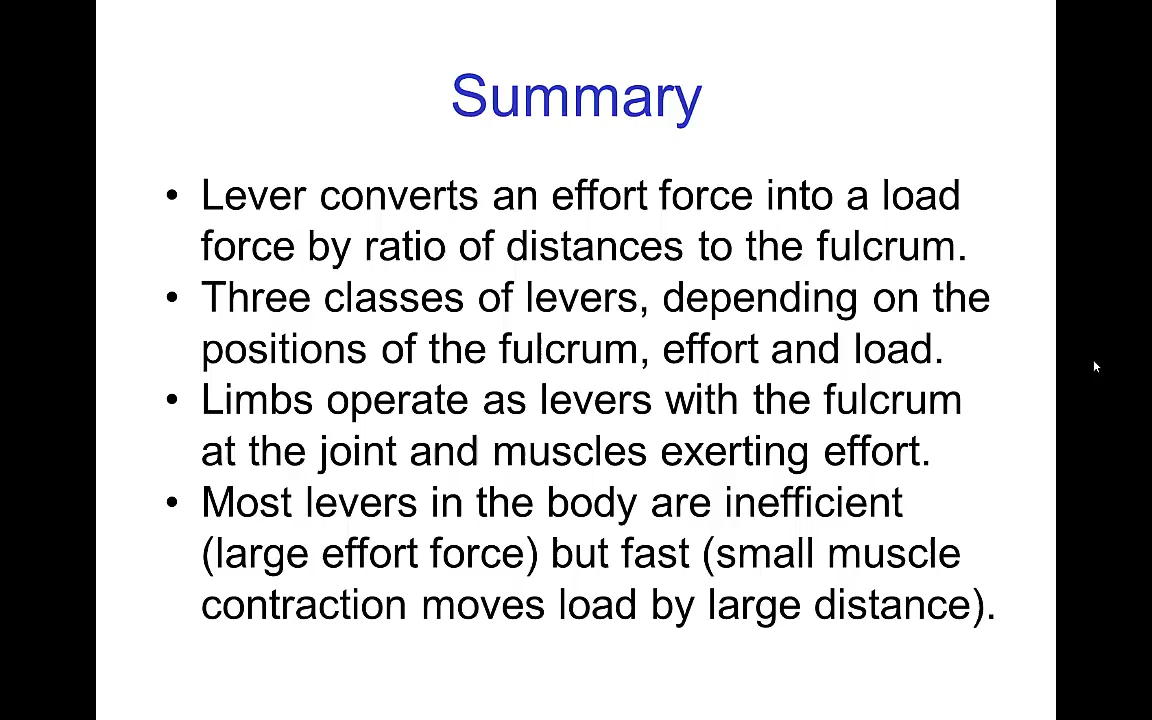 Summary
• Lever converts an effort force into a load
force by ratio of distances to the fulcrum.
• Three classes of levers, depending on the
positions of the fulcrum, effort and load.
• Limbs operate as levers with the fulcrum
at the joint and muscles exerting effort.
• Most levers in the body are inefficient
(large effort force) but fast (small muscle
contraction moves load by large distance).